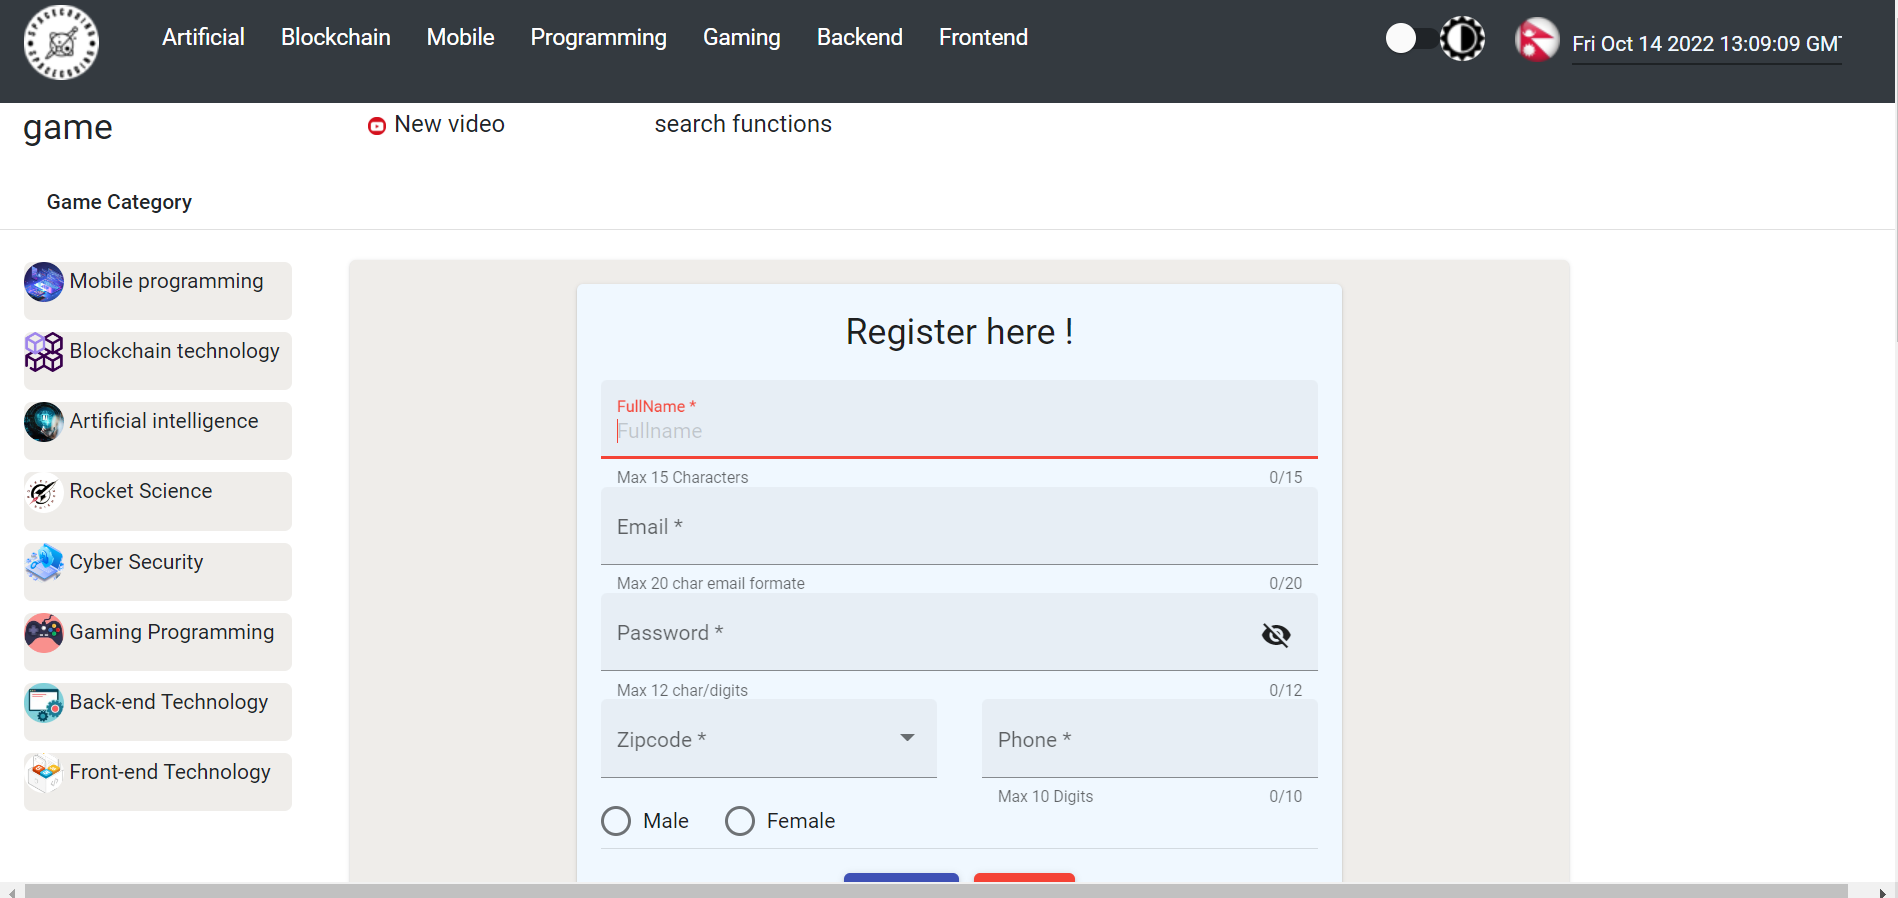 SPACECODING SPACECODING
Artificial Blockchain Mobile Programming Gaming Backend Frontend
Fri Oct 14 2022 13:09:09 GMT
game
New video
search functions
Game Category
Mobile programming
Blockchain technology
Artificial intelligence
Rocket Science
Cyber Security
Gaming Programming
Back-end Technology
Front-end Technology
Register here !
FullName *
Fullname
Max 15 Characters 0/15
Email *
Max 20 char email formate 0/20
Password *
Max 12 char/digits 0/12
Zipcode *
Phone *
Max 10 Digits 0/10
Male Female